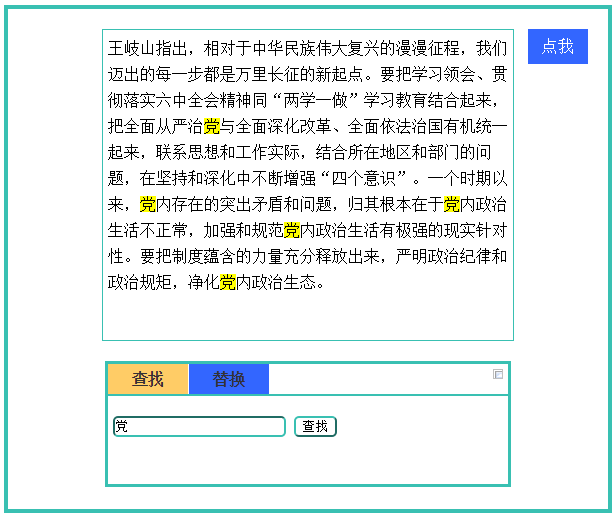 王岐山指出，相对于中华民族伟大复兴的漫漫征程，我们
迈出的每一步都是万里长征的新起点。要把学习领会、贯
彻落实六中全会精神同“两学一做”学习教育结合起来，
把全面从严治党与全面深化改革、全面依法治国有机统一
起来，联系思想和工作实际，结合所在地区和部门的问
题，在坚持和深化中不断增强“四个意识”。一个时期以
来，党内存在的突出矛盾和问题，归其根本在于党内政治
生活不正常，加强和规范党内政治生活有极强的现实针对
性。要把制度蕴含的力量充分释放出来，严明政治纪律和
政治规矩，净化党内政治生态。
点我
查找 替换
党 查找